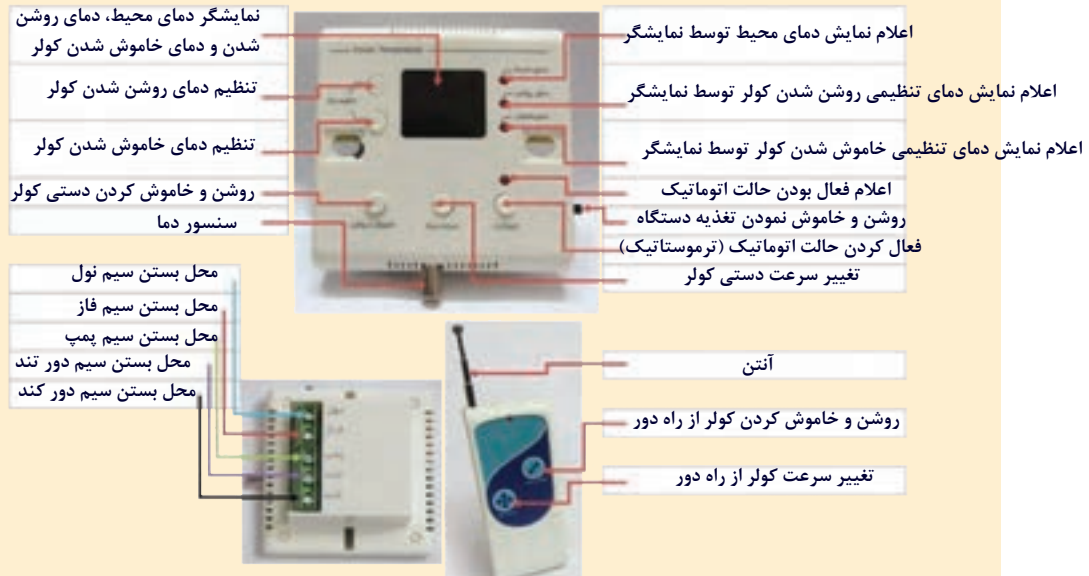 نمایشگر دمای محیط، دمای روشن
شدن و دمای خاموش شدن کولر
تنظیم دمای روشن شدن کولر
تنظیم دمای خاموش شدن کولر
روشن و خاموش کردن دستی کولر
سنسور دما
اعلام نمایش دمای محیط توسط نمایشگر
اعلام نمایش دمای تنظیمی روشن شدن کولر توسط نمایشگر
اعلام نمایش دمای تنظیمی خاموش شدن کولر توسط نمایشگر
اعلام فعال بودن حالت اتوماتیک
روشن و خاموش نمودن تغذیه دستگاه
فعال کردن حالت اتوماتیک (ترموستاتیک)
تغییر سرعت دستی کولر
محل بستن سیم نول
محل بستن سیم فاز
محل بستن سیم پمپ
محل بستن سیم دور تند
محل بستن سیم دور کند
آنتن
روشن و خاموش کردن کولر از راه دور
تغییر سرعت کولر از راه دور